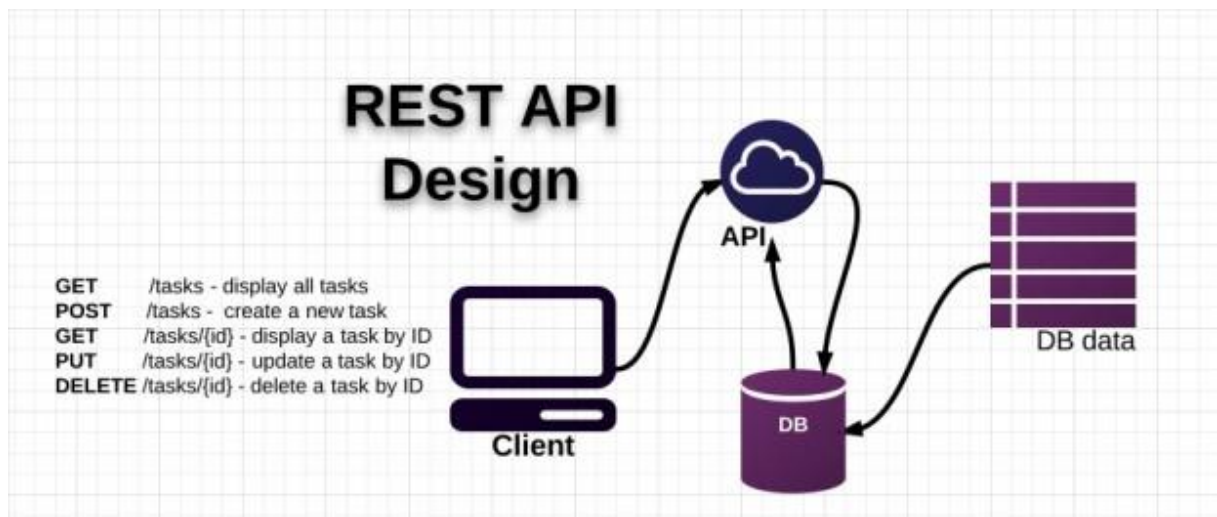 REST API
Design
API
GET /tasks - display all tasks
POST /tasks - create a new task
GET /tasks/{id} - display a task by ID
PUT /tasks/{id} - update a task by ID
DELETE /tasks/{id} - delete a task by ID
Client
DB
DB data